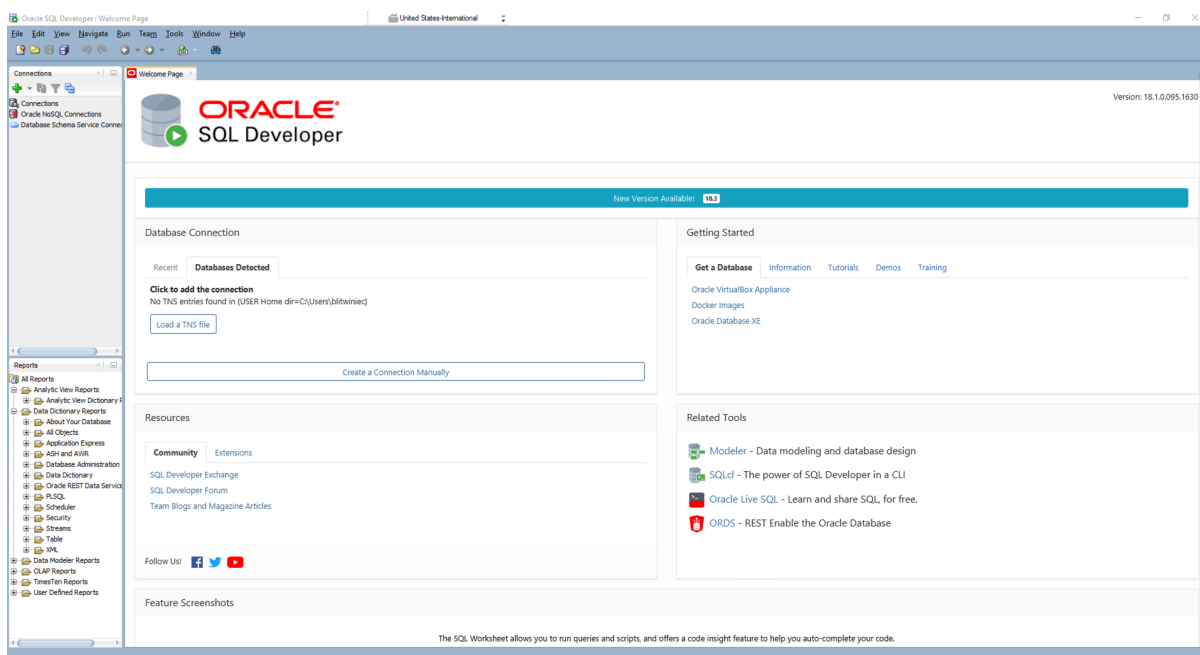 Oracle SQL Developer : Welcome Page
United States-International
File Edit View Navigate Run Team Tools Window Help
Connections
Welcome Page
Connections
Oracle NoSQL Connections
Database Schema Service Connec
ORACLE
SQL Developer
Version: 18.1.0.095.1630
New Version Available! 18.3
Database Connection
Recent Databases Detected
Click to add the connection
No TNS entries found in (USER Home dir=C:\Users\blitwiniec)
Load a TNS file
Create a Connection Manually
Getting Started
Get a Database Information Tutorials Demos Training
Oracle VirtualBox Appliance
Docker Images
Oracle Database XE
Reports
All Reports
Analytic View Reports
Analytic View Dictionary R
Data Dictionary Reports
About Your Database
All Objects
Application Express
ASH and AWR
Database Administration
Data Dictionary
Oracle REST Data Service
PLSQL
Scheduler
Security
Streams
Table
XML
Data Modeler Reports
OLAP Reports
TimesTen Reports
User Defined Reports
Resources
Community Extensions
SQL Developer Exchange
SQL Developer Forum
Team Blogs and Magazine Articles
Follow Us!
Related Tools
Modeler - Data modeling and database design
SQLcl - The power of SQL Developer in a CLI
Oracle Live SQL - Learn and share SQL, for free.
ORDS - REST Enable the Oracle Database
Feature Screenshots
The SQL Worksheet allows you to run queries and scripts, and offers a code insight feature to help you auto-complete your code.